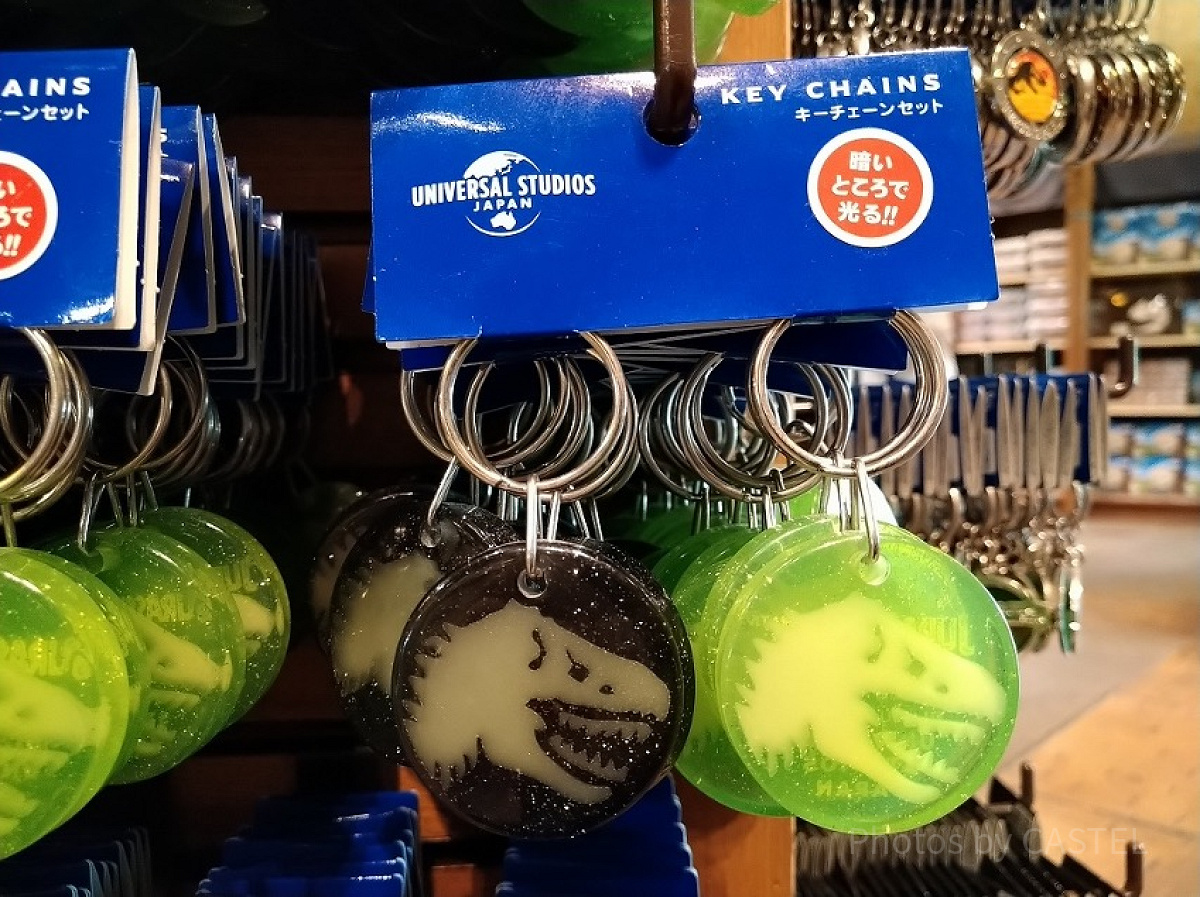 AINS
ーンセット
い
ろで
る!!
KEY CHAINS
キーチェーンセット
UNIVERSAL STUDIOS
JAPAN
暗い
ところで
光る!!
Photos by CASTEL